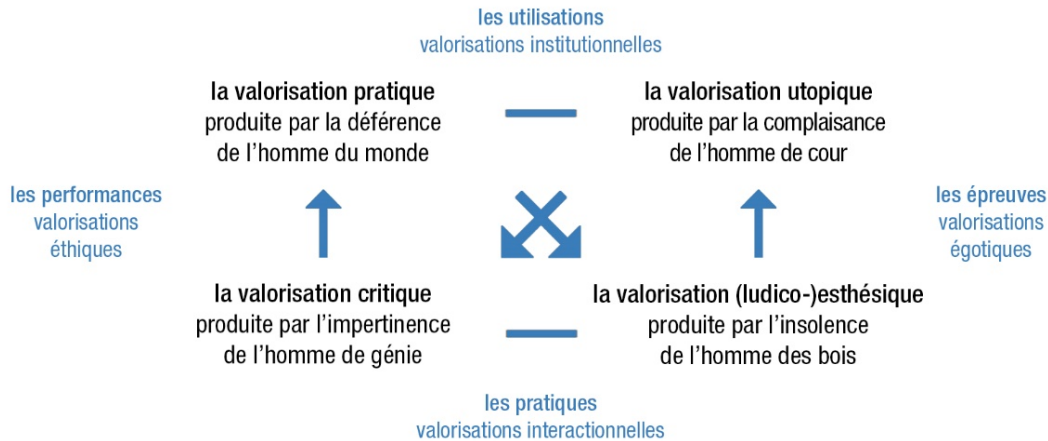 les utilisations
valorisations institutionnelles
la valorisation pratique
produite par la déférence
de l'homme du monde
la valorisation utopique
produite par la complaisance
de l'homme de cour
les performances
valorisations
éthiques
les épreuves
valorisations
égotiques
la valorisation critique
produite par l'impertinence
de l'homme de génie
la valorisation (ludico-)esthésique
produite par l'insolence
de l'homme des bois
les pratiques
valorisations interactionnelles